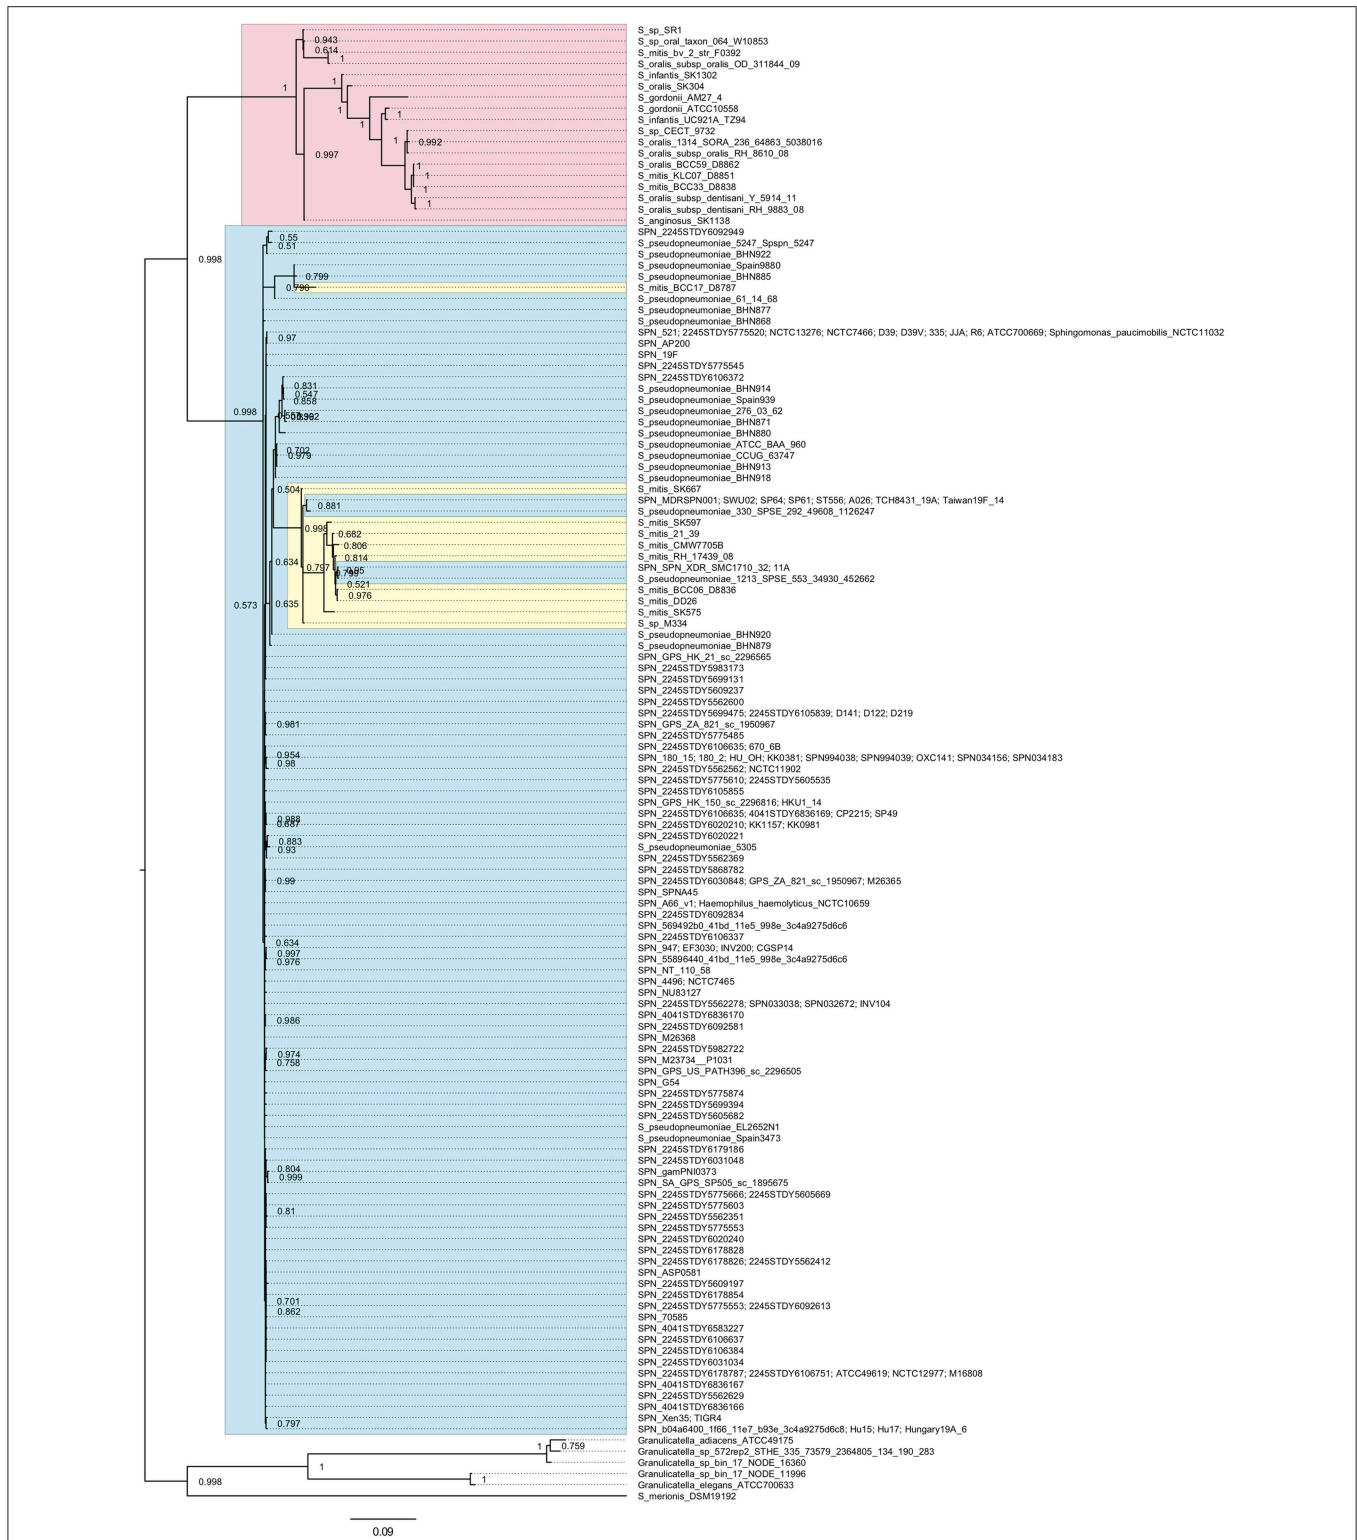 S_sp_SR1
0.943
S_sp_oral_taxon_064_W10853
0.614
S_mitis_bv_2_str_F0392
1
S_oralis_subsp_oralis_OD_311844_09
S_infantis_SK1302
1
S_oralis_SK304
1
S_gordonii_AM27_4
1
S_gordonii_ATCC10558
1
S_infantis_UC921A_TZ94
1
S_sp_CECT_9732
1 0.992
S_oralis_1314_SORA_236_64863_5038016
0.997
S_oralis_subsp_oralis_RH_8610_08
1
S_oralis_BCC59_D8862
1
S_mitis_KLC07_D8851
1
S_mitis_BCC33_D8838
S_oralis_subsp_dentisani_Y_5914_11
1
S_oralis_subsp_dentisani_RH_9883_08
S_anginosus_SK1138
SPN_2245STDY6092949
0.55
S_pseudopneumoniae_5247_Spspn_5247
0.51
S_pseudopneumoniae_BHN922
0.998
S_pseudopneumoniae_Spain9880
0.799
S_pseudopneumoniae_BHN885
0.796
S_mitis_BCC17_D8787
S_pseudopneumoniae_61_14_68
S_pseudopneumoniae_BHN877
S_pseudopneumoniae_BHN868
SPN_521; 2245STDY5775520; NCTC13276; NCTC7466; D39; D39V; 335; JJA; R6; ATCC700669; Sphingomonas_paucimobilis_NCTC11032
0.97
SPN_AP200
SPN_19F
SPN_2245STDY5775545
SPN_2245STDY6106372
0.831
S_pseudopneumoniae_BHN914
0.547
S_pseudopneumoniae_Spain939
0.858
S_pseudopneumoniae_276_03_62
0.998
S_pseudopneumoniae_BHN871
S_pseudopneumoniae_BHN880
S_pseudopneumoniae_ATCC_BAA_960
0.702
S_pseudopneumoniae_CCUG_63747
0.979
S_pseudopneumoniae_BHN913
S_pseudopneumoniae_BHN918
0.504
S_mitis_SK667
SPN_MDRSPN001; SWU02; SP64; SP61; ST556; A026; TCH8431_19A; Taiwan19F_14
0.881
S_pseudopneumoniae_330_SPSE_292_49608_1126247
S_mitis_SK597
0.998
S_mitis_21_39
0.682
S_mitis_CMW7705B
0.806
S_mitis_RH_17439_08
0.814
0.634
SPN_SPN_XDR_SMC1710_32; 11A
0.797
S_pseudopneumoniae_1213_SPSE_553_34930_452662
0.521
S_mitis_BCC06_D8836
0.976
S_mitis_DD26
0.573 0.635
S_mitis_SK575
S_sp_M334
S_pseudopneumoniae_BHN920
S_pseudopneumoniae_BHN879
SPN_GPS_HK_21_sc_2296565
SPN_2245STDY5983173
SPN_2245STDY5699131
SPN_2245STDY5609237
SPN_2245STDY5562600
SPN_2245STDY5699475; 2245STDY6105839; D141; D122; D219
0.981
SPN_GPS_ZA_821_sc_1950967
SPN_2245STDY5775485
SPN_2245STDY6106635; 670_6B
0.954
SPN_180_15; 180_2; HU_OH; KK0381; SPN994038; SPN994039; OXC141; SPN034156; SPN034183
0.98
SPN_2245STDY5562562; NCTC11902
SPN_2245STDY5775610; 2245STDY5605535
SPN_2245STDY6105855
SPN_GPS_HK_150_sc_2296816; HKU1_14
SPN_2245STDY6106635; 4041STDY6836169; CP2215; SP49
0.988
SPN_2245STDY6020210; KK1157; KK0981
0.687
SPN_2245STDY6020221
0.883
S_pseudopneumoniae_5305
0.93
SPN_2245STDY5562369
SPN_2245STDY5868782
0.99
SPN_2245STDY6030848; GPS_ZA_821_sc_1950967; M26365
SPN_SPNA45
SPN_A66_v1; Haemophilus_haemolyticus_NCTC10659
SPN_2245STDY6092834
SPN_569492b0_41bd_11e5_998e_3c4a9275d6c6
SPN_2245STDY6106337
0.634
SPN_947; EF3030; INV200; CGSP14
0.997
SPN_55896440_41bd_11e5_998e_3c4a9275d6c6
0.976
SPN_NT_110_58
SPN_4496; NCTC7465
SPN_NU83127
SPN_2245STDY5562278; SPN033038; SPN032672; INV104
SPN_4041STDY6836170
0.986
SPN_2245STDY6092581
SPN_M26368
SPN_2245STDY5982722
0.974
SPN_M23734__P1031
0.758
SPN_GPS_US_PATH396_sc_2296505
SPN_G54
SPN_2245STDY5775874
SPN_2245STDY5699394
SPN_2245STDY5605682
S_pseudopneumoniae_EL2652N1
S_pseudopneumoniae_Spain3473
SPN_2245STDY6179186
SPN_2245STDY6031048
0.804
SPN_gamPNI0373
0.999
SPN_SA_GPS_SP505_sc_1895675
SPN_2245STDY5775666; 2245STDY5605669
SPN_2245STDY5775603
0.81
SPN_2245STDY5562351
SPN_2245STDY5775553
SPN_2245STDY6020240
SPN_2245STDY6178828
SPN_2245STDY6178826; 2245STDY5562412
SPN_ASP0581
SPN_2245STDY5609197
SPN_2245STDY6178854
0.701
SPN_2245STDY5775553; 2245STDY6092613
0.862
SPN_70585
SPN_4041STDY6583227
SPN_2245STDY6106637
SPN_2245STDY6106384
SPN_2245STDY6031034
SPN_2245STDY6178787; 2245STDY6106751; ATCC49619; NCTC12977; M16808
SPN_4041STDY6836167
SPN_2245STDY5562629
SPN_4041STDY6836166
SPN_Xen35; TIGR4
0.797
SPN_b04a6400_1f66_11e7_b93e_3c4a9275d6c8; Hu15; Hu17; Hungary19A_6
Granulicatella_adiacens_ATCC49175
1 0.759
Granulicatella_sp_572rep2_STHE_335_73579_2364805_134_190_283
Granulicatella_sp_bin_17_NODE_16360
1
Granulicatella_sp_bin_17_NODE_11996
0.998 1
Granulicatella_elegans_ATCC700633
S_merionis_DSM19192
0.09